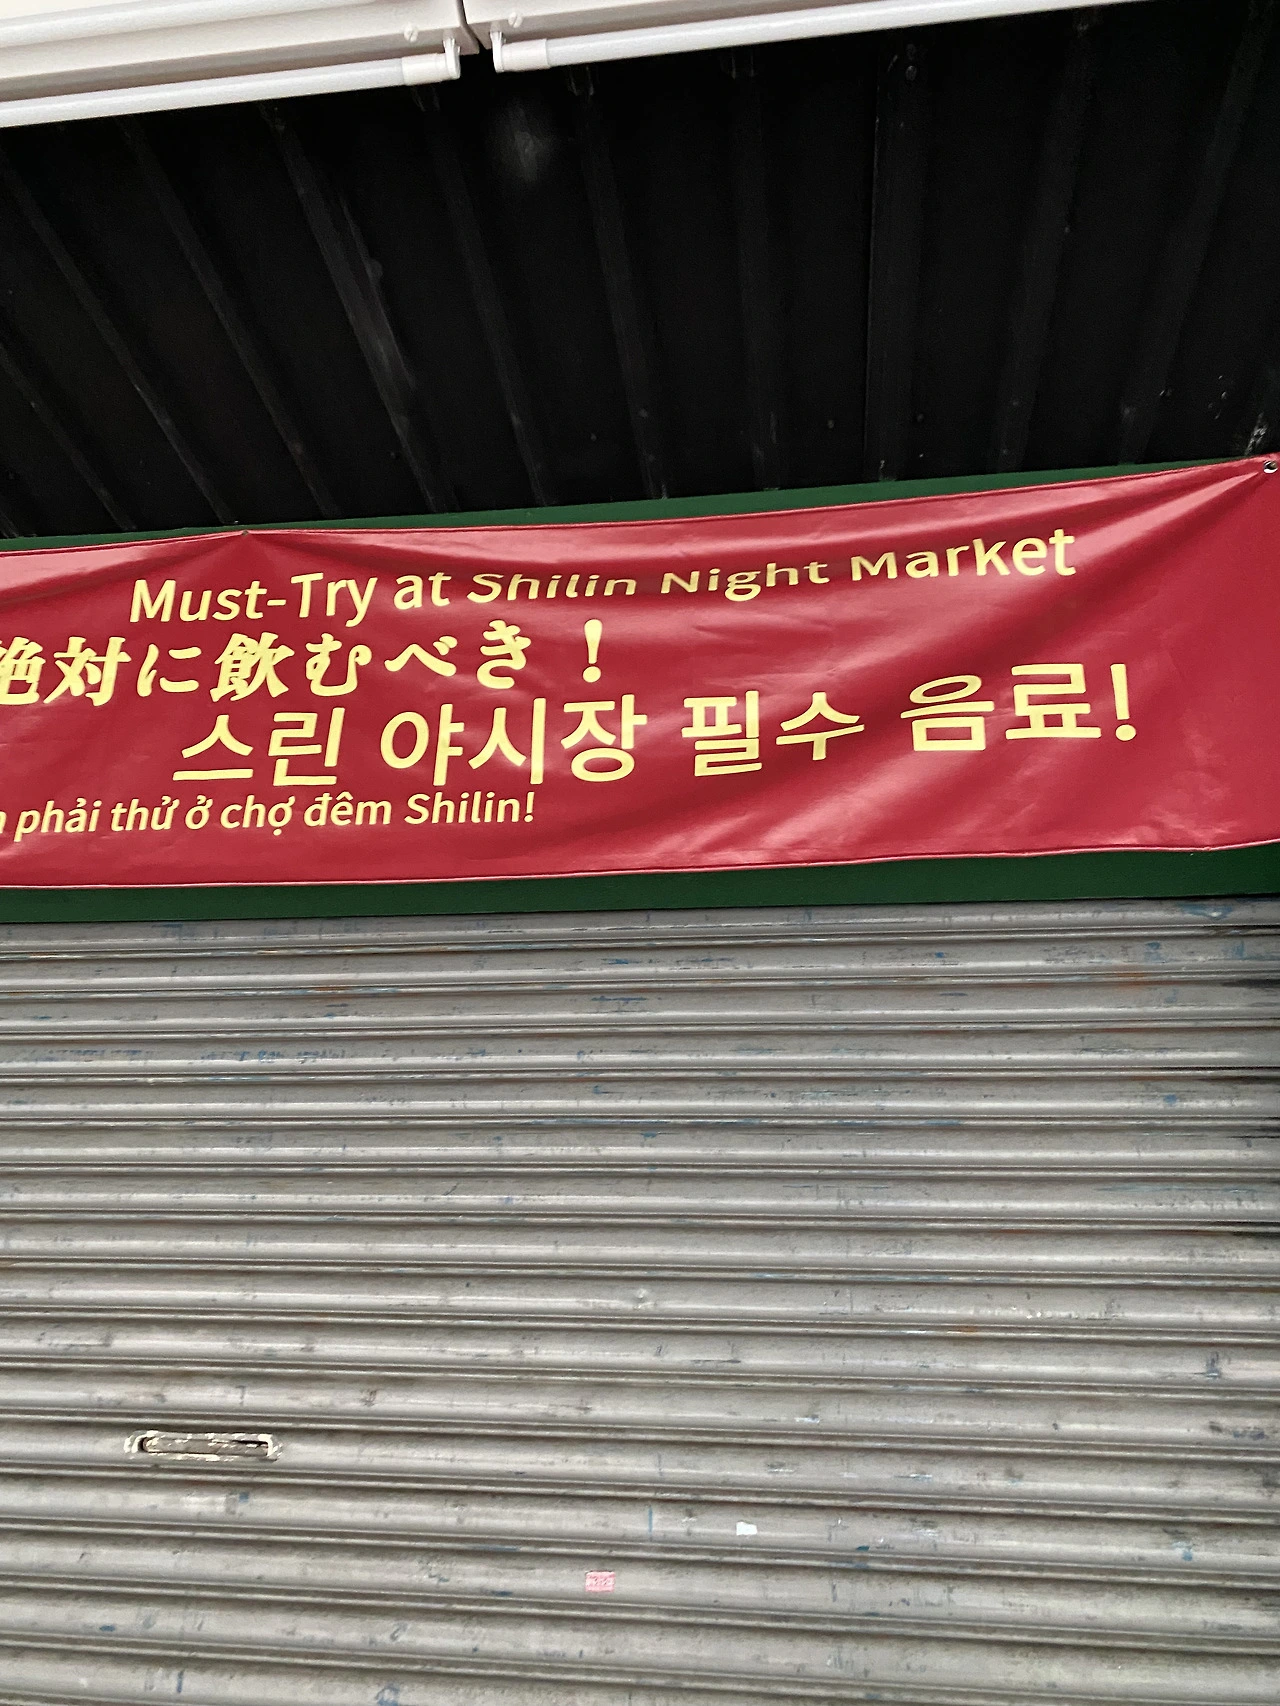 Must-Try at Shilin Night Market
絶対に飲むべき！
스린 야시장 필수 음료!
phải thử ở chợ đêm Shilin!